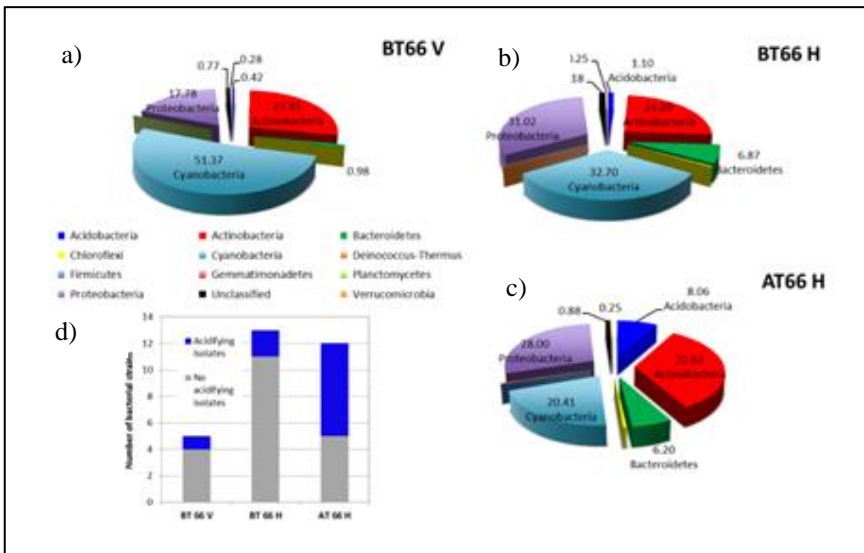 a)
BT66 V
0.77
0.28
0.42
17.78
Proteobacteria
Actinobacteria
51.37
Cyanobacteria
0.98
b)
BT66 H
0.25
1.10
Acidobacteria
31.02
Proteobacteria
Actinobacteria
6.87
Bacteroidetes
32.70
Cyanobacteria
Acidobacteria
Actinobacteria
Bacteroidetes
Chloroflexi
Cyanobacteria
Deinococcus-Thermus
Firmicutes
Gemmatimonadetes
Planctomycetes
Proteobacteria
Unclassified
Verrucomicrobia
c)
AT66 H
0.88
0.25
8.06
Acidobacteria
28.00
Proteobacteria
Actinobacteria
20.41
Cyanobacteria
6.20
Bacteroidetes
d)
Number of bacterial strains
14
12
10
8
6
4
2
0
Acidifying
isolates
No
acidifying
isolates
BT 66 V
BT 66 H
AT 66 H